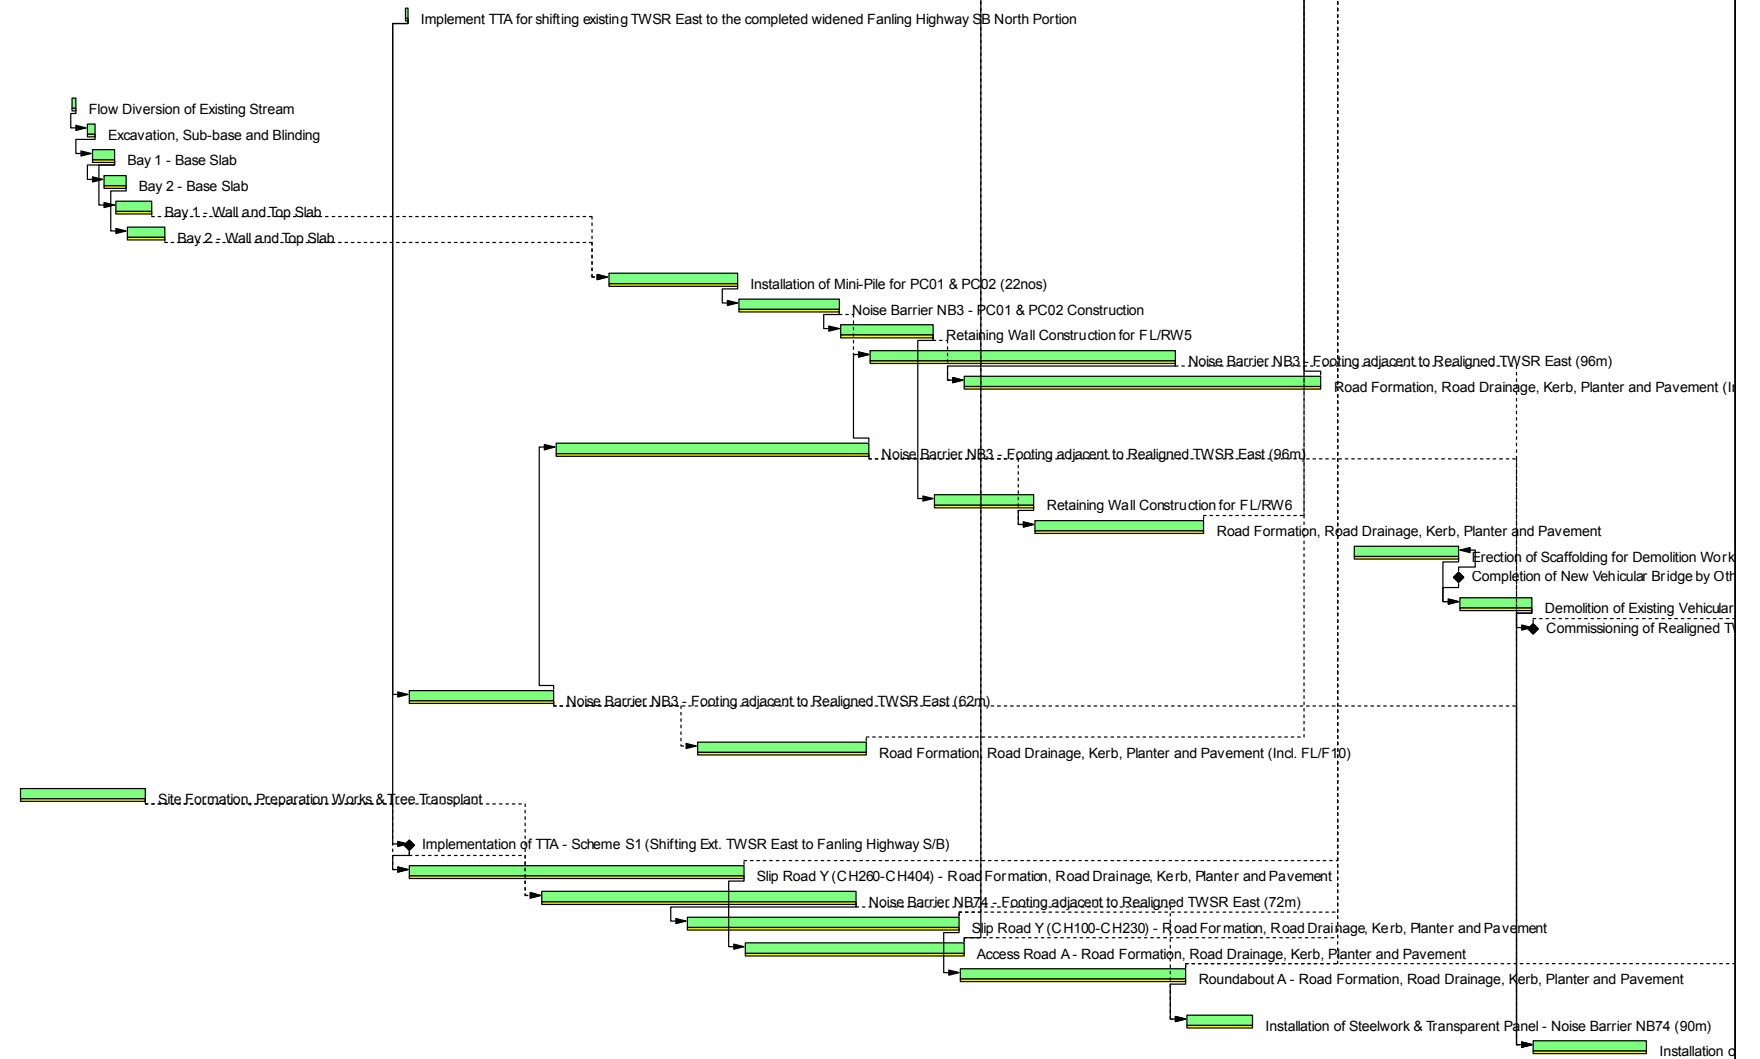 Implement TTA for shifting existing TWSR East to the completed widened Fanling Highway SB North Portion
Flow Diversion of Existing Stream
Excavation, Sub-base and Blinding
Bay 1 - Base Slab
Bay 2 - Base Slab
Bay 1 - Wall and Top Slab
Bay 2 - Wall and Top Slab
Installation of Mini-Pile for PC01 & PC02 (22nos)
Noise Barrier NB3 - PC01 & PC02 Construction
Retaining Wall Construction for FL/RW5
Noise Barrier NB3 - Footing adjacent to Realigned TWSR East (96m)
Road Formation, Road Drainage, Kerb, Planter and Pavement
Noise Barrier NB3 - Footing adjacent to Realigned TWSR East (96m)
Retaining Wall Construction for FL/RW6
Road Formation, Road Drainage, Kerb, Planter and Pavement
Erection of Scaffolding for Demolition Work
Completion of New Vehicular Bridge by
Demolition of Existing Vehicular
Commissioning of Realigned
Noise Barrier NB3 - Footing adjacent to Realigned TWSR East (62m)
Road Formation, Road Drainage, Kerb, Planter and Pavement (Incl. FL/F10)
Site Formation, Preparation Works & Tree Transplant
Implementation of TTA - Scheme S1 (Shifting Ext. TWSR East to Fanling Highway S/B)
Slip Road Y (CH260-CH404) - Road Formation, Road Drainage, Kerb, Planter and Pavement
Noise Barrier NB74 - Footing adjacent to Realigned TWSR East (72m)
Slip Road Y (CH100-CH230) - Road Formation, Road Drainage, Kerb, Planter and Pavement
Access Road A - Road Formation, Road Drainage, Kerb, Planter and Pavement
Roundabout A - Road Formation, Road Drainage, Kerb, Planter and Pavement
Installation of Steelwork & Transparent Panel - Noise Barrier NB74 (90m)
Installation